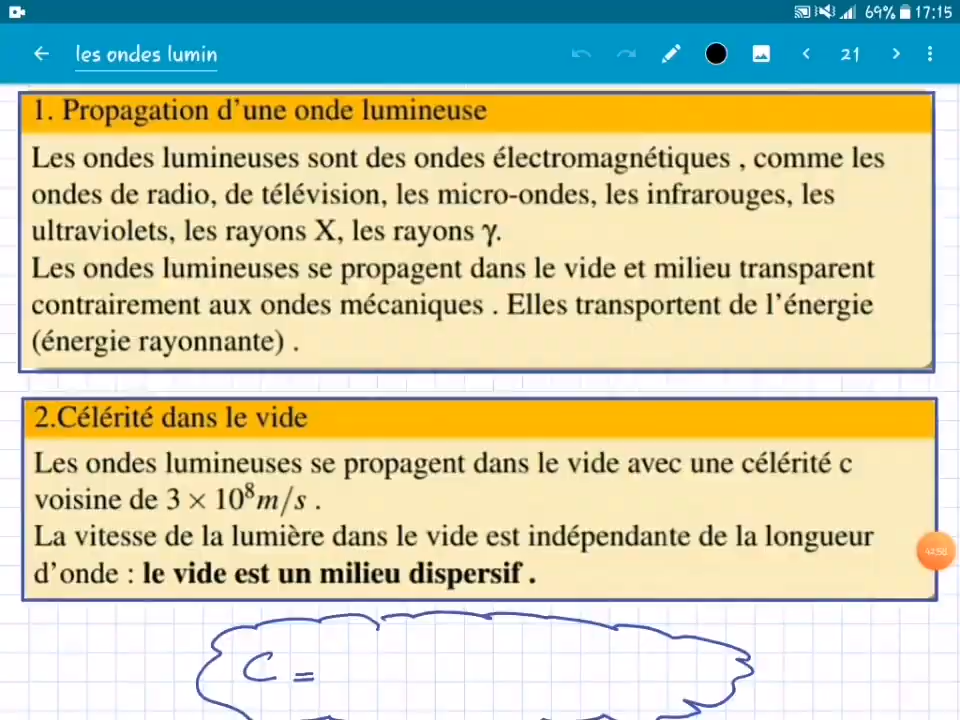 69% 17:15
les ondes lumin
21
1. Propagation d'une onde lumineuse
Les ondes lumineuses sont des ondes électromagnétiques , comme les
ondes de radio, de télévision, les micro-ondes, les infrarouges, les
ultraviolets, les rayons X, les rayons γ.
Les ondes lumineuses se propagent dans le vide et milieu transparent
contrairement aux ondes mécaniques . Elles transportent de l'énergie
(énergie rayonnante) .
2.Célérité dans le vide
Les ondes lumineuses se propagent dans le vide avec une célérité c
voisine de 3 × 10⁸m/s .
La vitesse de la lumière dans le vide est indépendante de la longueur
d'onde : le vide est un milieu dispersif .
C =